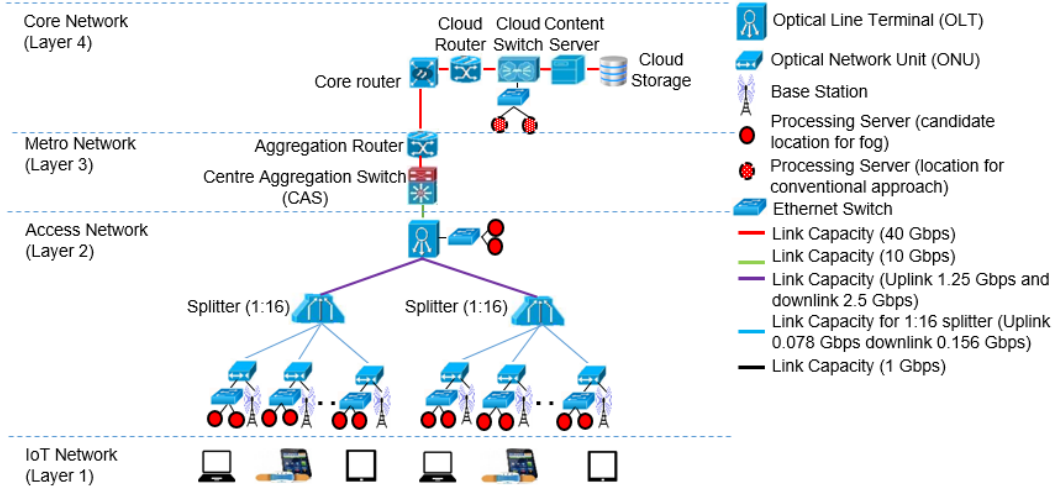 Core Network
(Layer 4)
Cloud
Router
Cloud
Switch
Content
Server
Core router
Cloud
Storage
Metro Network
(Layer 3)
Aggregation Router
Centre Aggregation Switch
(CAS)
Access Network
(Layer 2)
Splitter (1:16)
Splitter (1:16)
IoT Network
(Layer 1)
Optical Line Terminal (OLT)
Optical Network Unit (ONU)
Base Station
Processing Server (candidate
location for fog)
Processing Server (location for
conventional approach)
Ethernet Switch
Link Capacity (40 Gbps)
Link Capacity (10 Gbps)
Link Capacity (Uplink 1.25 Gbps and
downlink 2.5 Gbps)
Link Capacity for 1:16 splitter (Uplink
0.078 Gbps downlink 0.156 Gbps)
Link Capacity (1 Gbps)